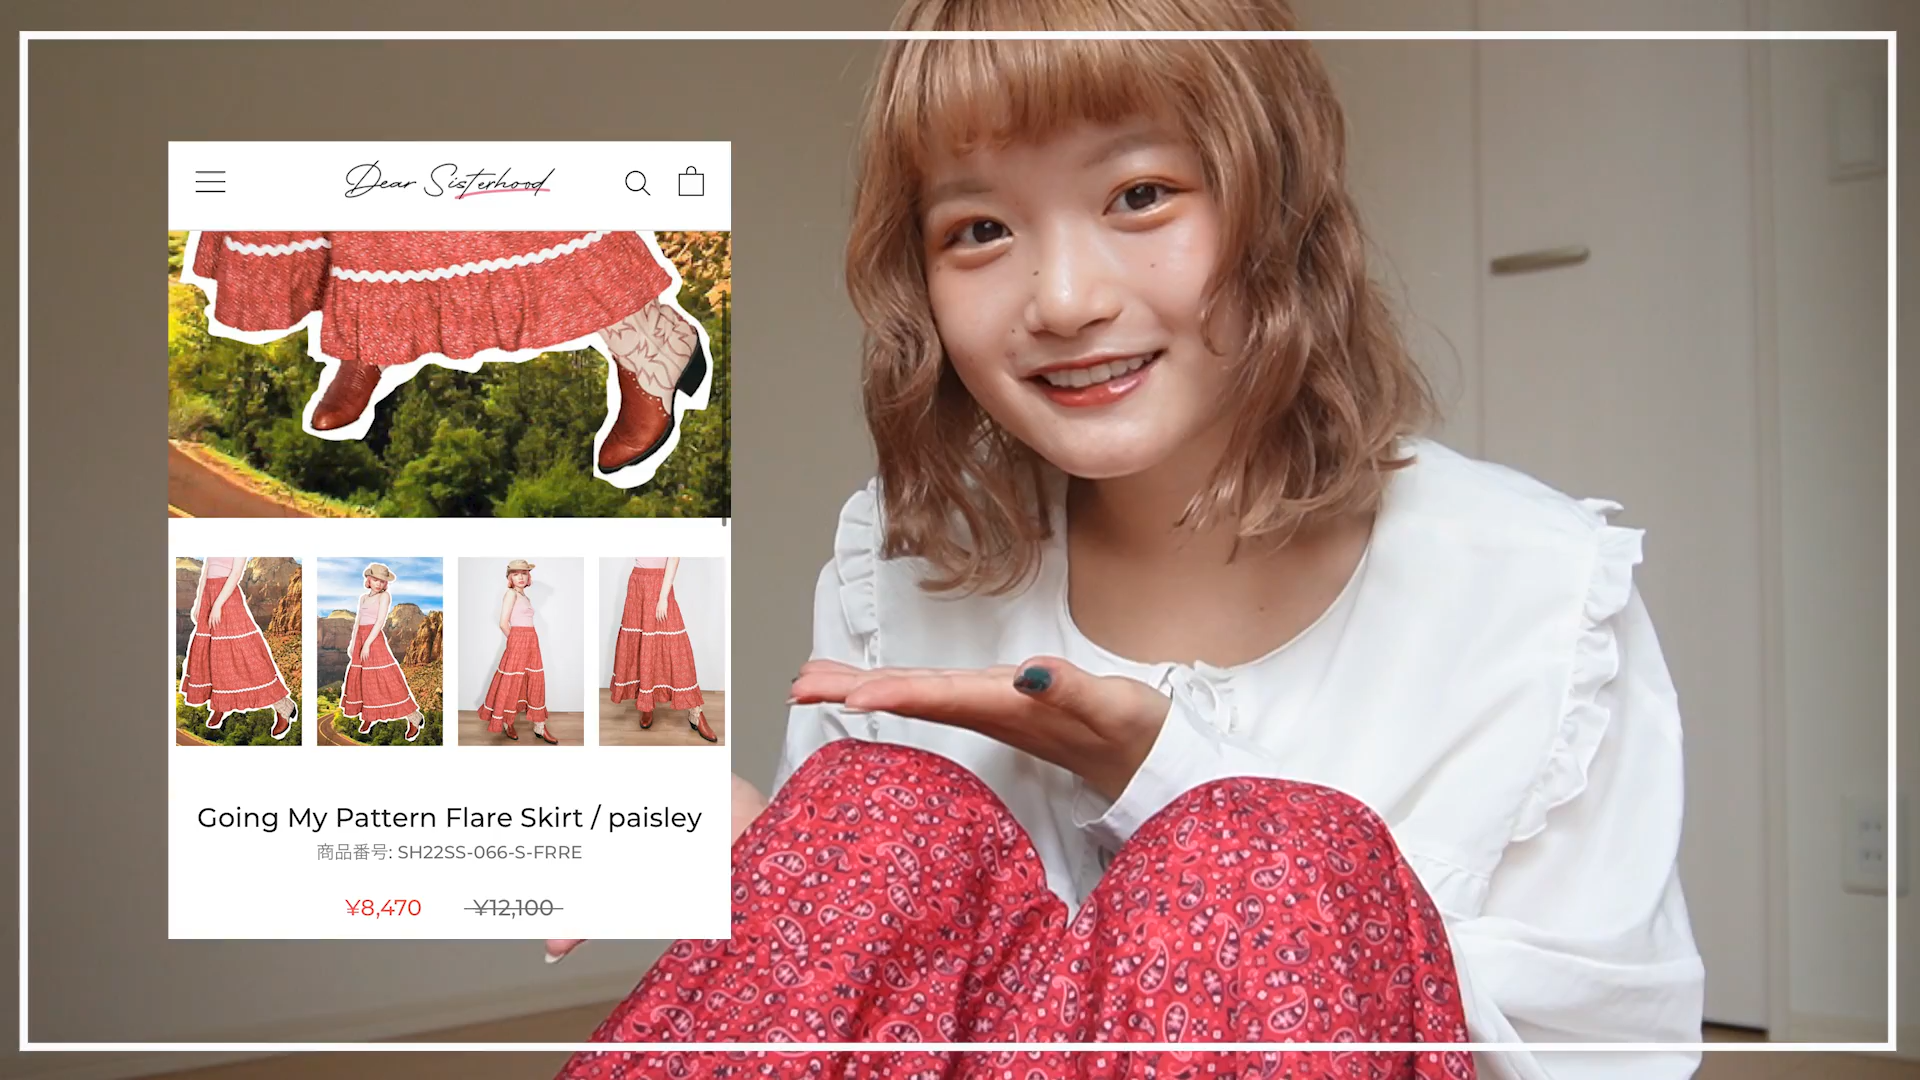 Dear Sisterhood
Going My Pattern Flare Skirt / paisley
商品番号: SH22SS-066-S-FRRE
¥8,470 ¥12,100